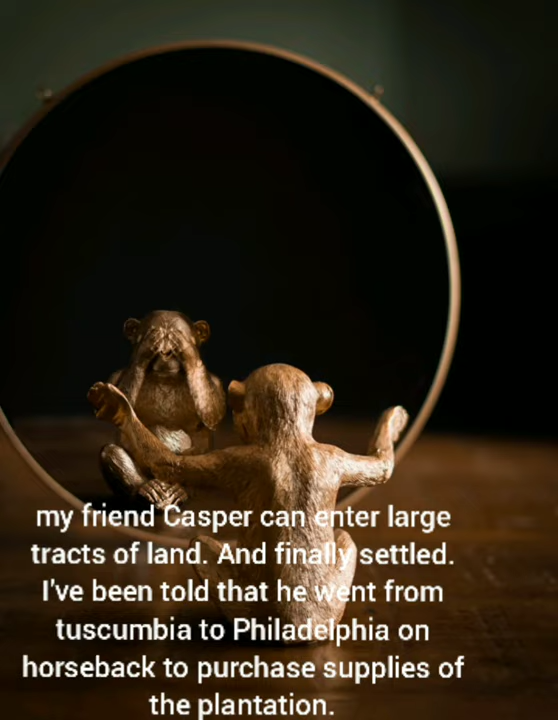 my friend Casper can enter large
tracts of land. And finally settled.
I've been told that he went from
tuscumbia to Philadelphia on
horseback to purchase supplies of
the plantation.